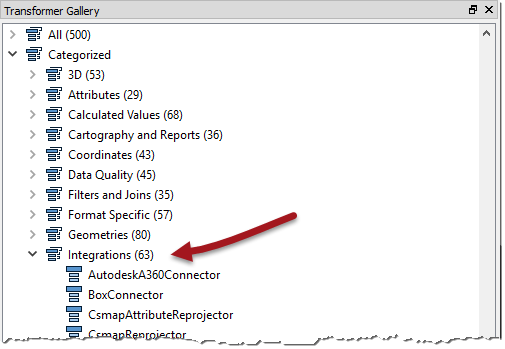 Transformer Gallery
All (500)
Categorized
3D (53)
Attributes (29)
Calculated Values (68)
Cartography and Reports (36)
Coordinates (43)
Data Quality (45)
Filters and Joins (35)
Format Specific (57)
Geometries (80)
Integrations (63)
AutodeskA360Connector
BoxConnector
CsmapAttributeReprojector
CsmapReprojector